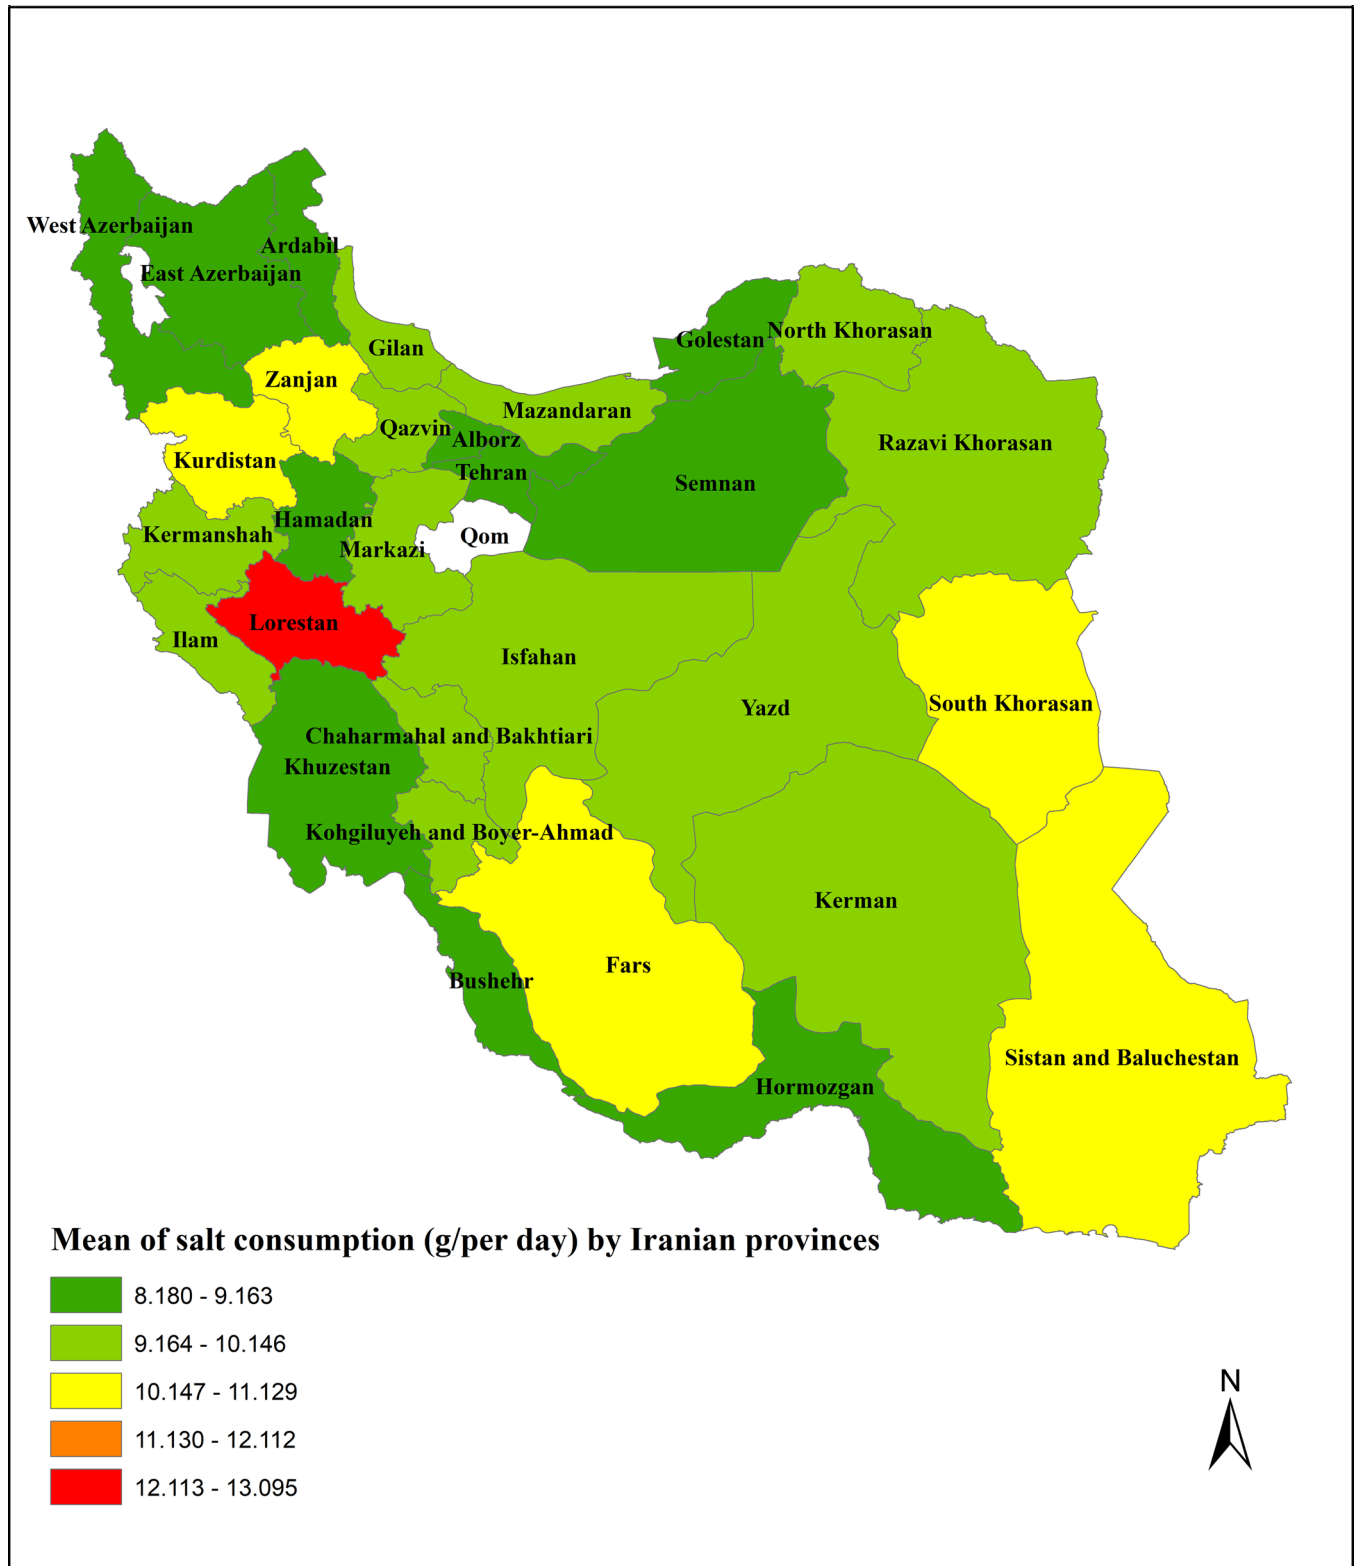 West Azerbaijan
Ardabil
East Azerbaijan
Golestan
North Khorasan
Gilan
Zanjan
Mazandaran
Qazvin
Alborz
Razavi Khorasan
Kurdistan
Tehran
Semnan
Hamadan
Kermanshah
Qom
Markazi
Lorestan
Ilam
Isfahan
South Khorasan
Yazd
Chaharmahal and Bakhtiari
Khuzestan
Kohgiluyeh and Boyer-Ahmad
Kerman
Fars
Bushehr
Sistan and Baluchestan
Hormozgan
Mean of salt consumption (g/per day) by Iranian provinces
8.180 - 9.163
9.164 - 10.146
10.147 - 11.129
11.130 - 12.112
12.113 - 13.095
N